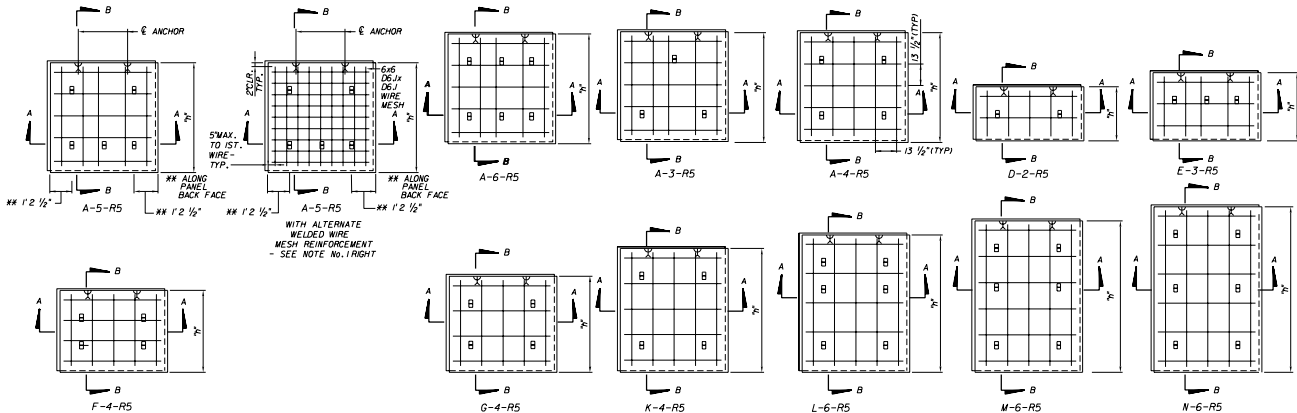 B
℄ ANCHOR
2"CLR.
TYP.
A
A
"h"
** ALONG
PANEL
BACK FACE
** 1' 2 ½"
** 1' 2 ½"
B
A-5-R5
B
℄ ANCHOR
6x6
D6.1x
D6.1
WIRE
MESH
A
A
"h"
5"MAX.
TO 1ST.
WIRE-
TYP.
** ALONG
PANEL
BACK FACE
** 1' 2 ½"
** 1' 2 ½"
B
A-5-R5
WITH ALTERNATE
WELDED WIRE
MESH REINFORCEMENT
- SEE NOTE No.1 RIGHT
B
A
A
"h"
B
A-6-R5
B
A
A
"h"
B
A-3-R5
B
13 ½"(TYP)
A
A
"h"
13 ½"(TYP)
B
A-4-R5
B
A
A
"h"
B
D-2-R5
B
A
A
"h"
B
E-3-R5
B
A
A
"h"
B
F-4-R5
B
A
A
"h"
B
G-4-R5
B
A
A
"h"
B
K-4-R5
B
A
A
"h"
B
L-6-R5
B
A
A
"h"
B
M-6-R5
B
A
A
"h"
B
N-6-R5